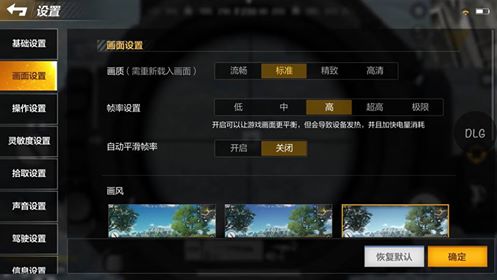 设置
基础设置
画面设置
操作设置
灵敏度设置
拾取设置
声音设置
驾驶设置
信息设置
画面设置
画质（需重新载入画面） 流畅 标准 精致 高清
帧率设置 低 中 高 超高 极限
开启可以让游戏画面更平衡，但会导致设备发热，并且加快电量消耗
自动平滑帧率 开启 关闭
画风
DLG
恢复默认 确定